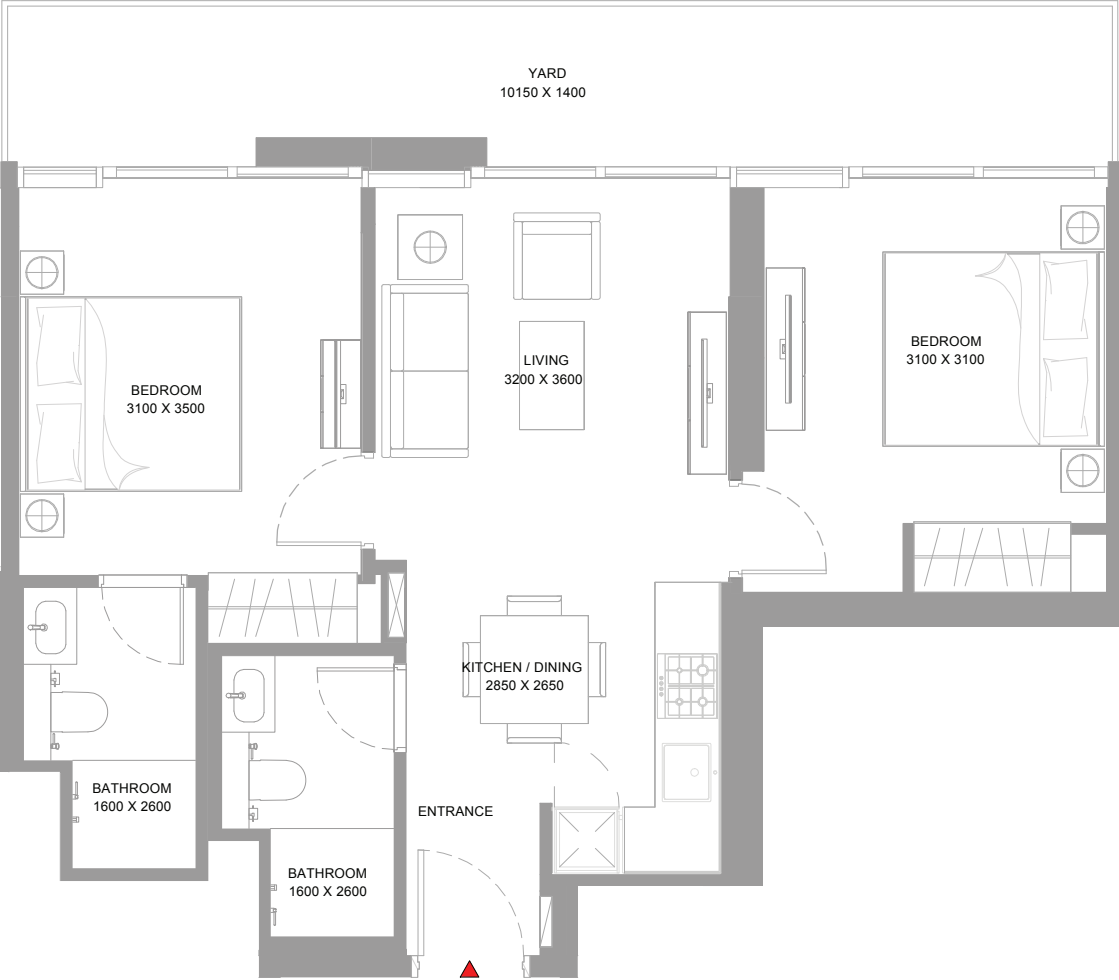 YARD
10150 X 1400
BEDROOM
3100 X 3500
LIVING
3200 X 3600
BEDROOM
3100 X 3100
KITCHEN / DINING
2850 X 2650
BATHROOM
1600 X 2600
ENTRANCE
BATHROOM
1600 X 2600